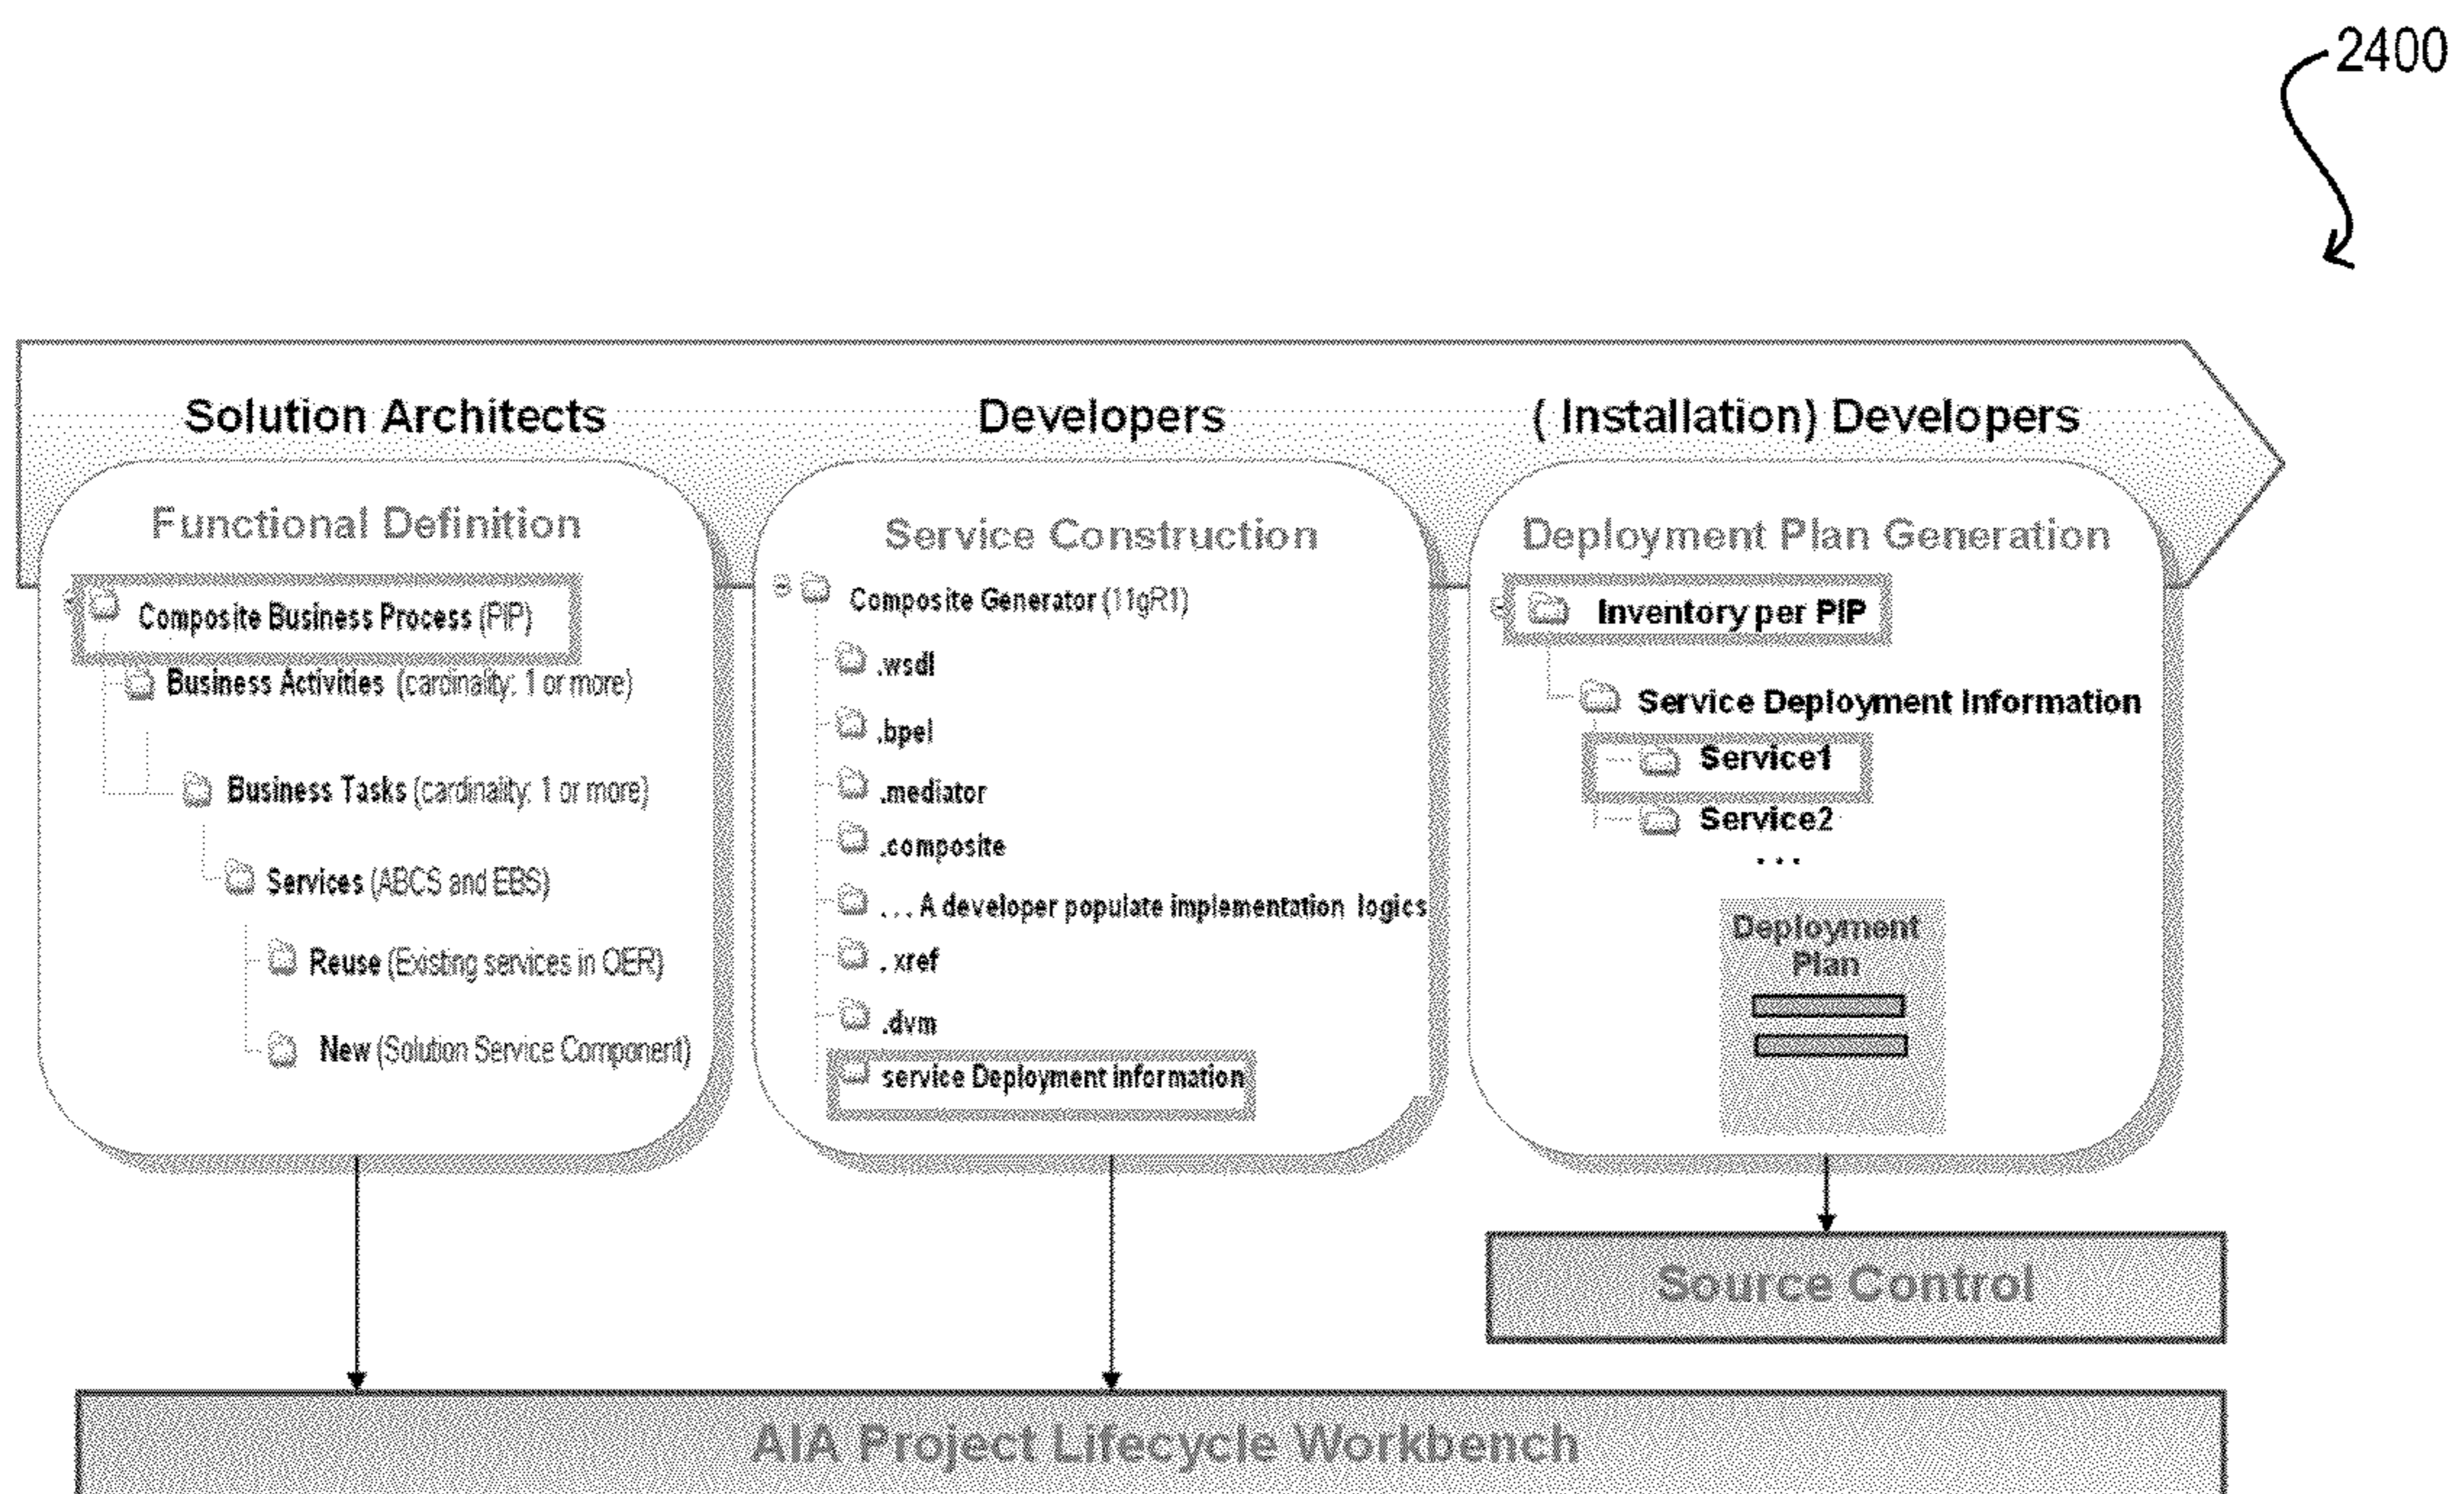 2400
Solution Architects
Developers
( Installation) Developers
Functional Definition
Composite Business Process (PIP)
Business Activities (cardinality: 1 or more)
Business Tasks (cardinality: 1 or more)
Services (ABCS and EBS)
Reuse (Existing services in OER)
New (Solution Service Component)
Service Construction
Composite Generator (11gR1)
.wsdl
.bpel
.mediator
.composite
... A developer populate implementation logics
. xref
.dvm
service Deployment Information
Deployment Plan Generation
Inventory per PIP
Service Deployment Information
Service1
Service2
...
Deployment
Plan
Source Control
AIA Project Lifecycle Workbench